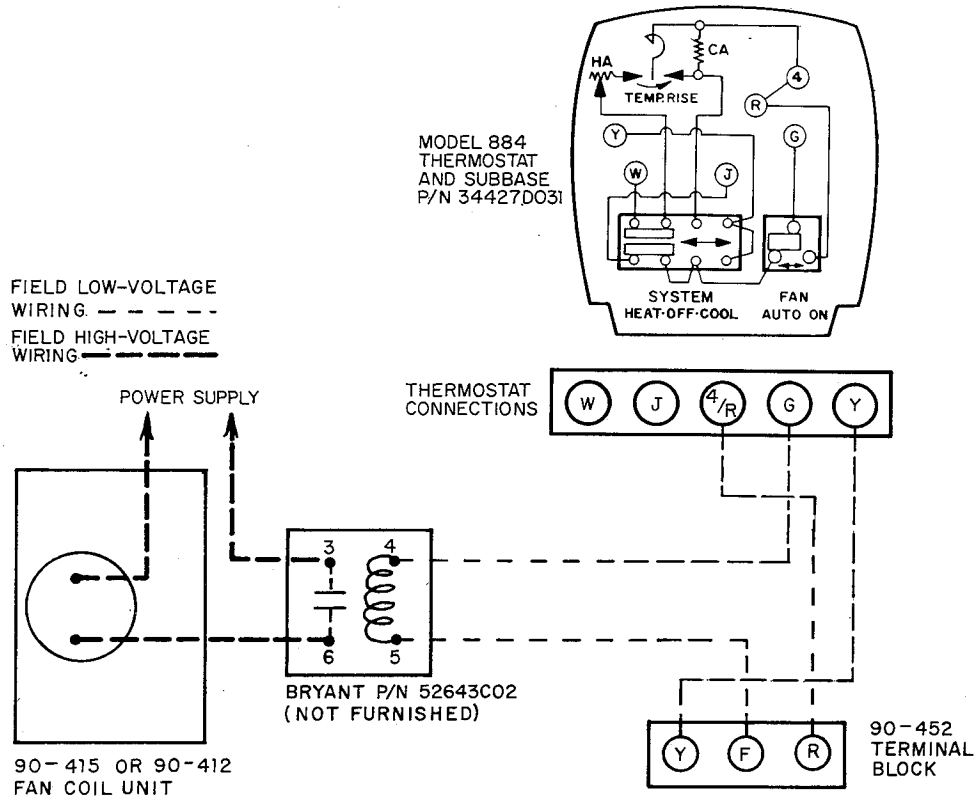 HA
CA
4
TEMP.RISE
R
Y
G
MODEL 884
THERMOSTAT
AND SUBBASE
P/N 34427D031
W
J
SYSTEM
HEAT-OFF-COOL
FAN
AUTO ON
FIELD LOW-VOLTAGE
WIRING
FIELD HIGH-VOLTAGE
WIRING
POWER SUPPLY
THERMOSTAT
CONNECTIONS
W
J
4/R
G
Y
3
4
6
5
BRYANT P/N 52643C02
(NOT FURNISHED)
Y
F
R
90-452
TERMINAL
BLOCK
90-415 OR 90-412
FAN COIL UNIT